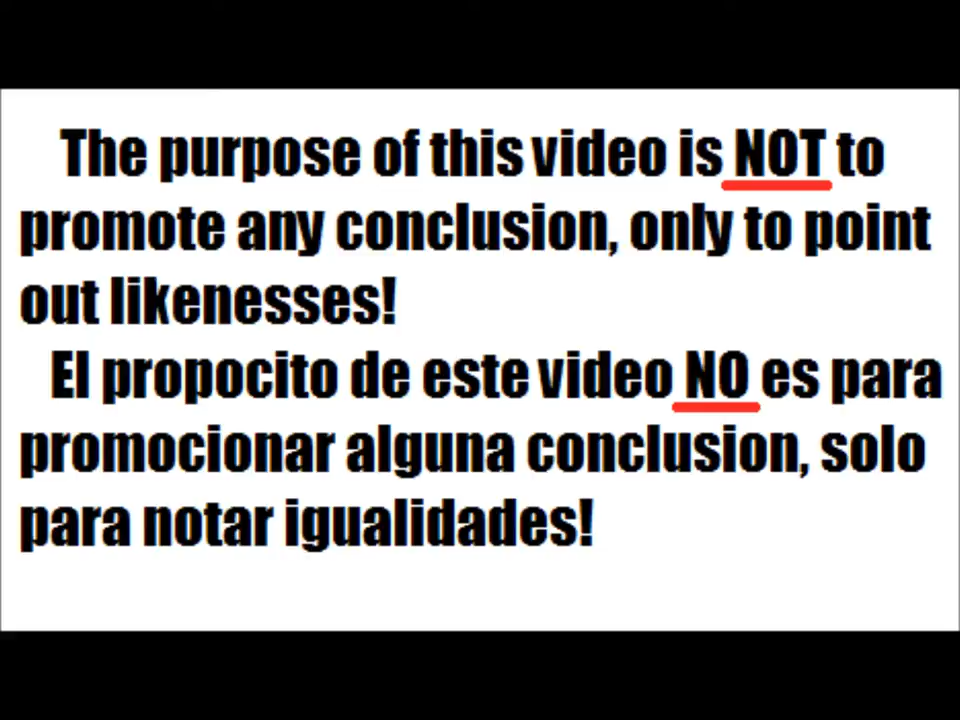 The purpose of this video is NOT to
promote any conclusion, only to point
out likenesses!
El propocito de este video NO es para
promocionar alguna conclusion, solo
para notar igualidades!